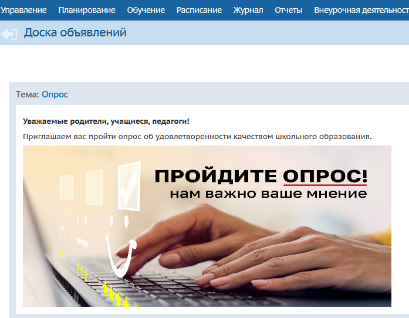 Управление Планирование Обучение Расписание Журнал Отчеты Внеурочная деятельност
Доска объявлений
Тема: Опрос
Уважаемые родители, учащиеся, педагоги!
Приглашаем вас пройти опрос об удовлетворенности качеством школьного образования.
ПРОЙДИТЕ ОПРОС!
нам важно ваше мнение